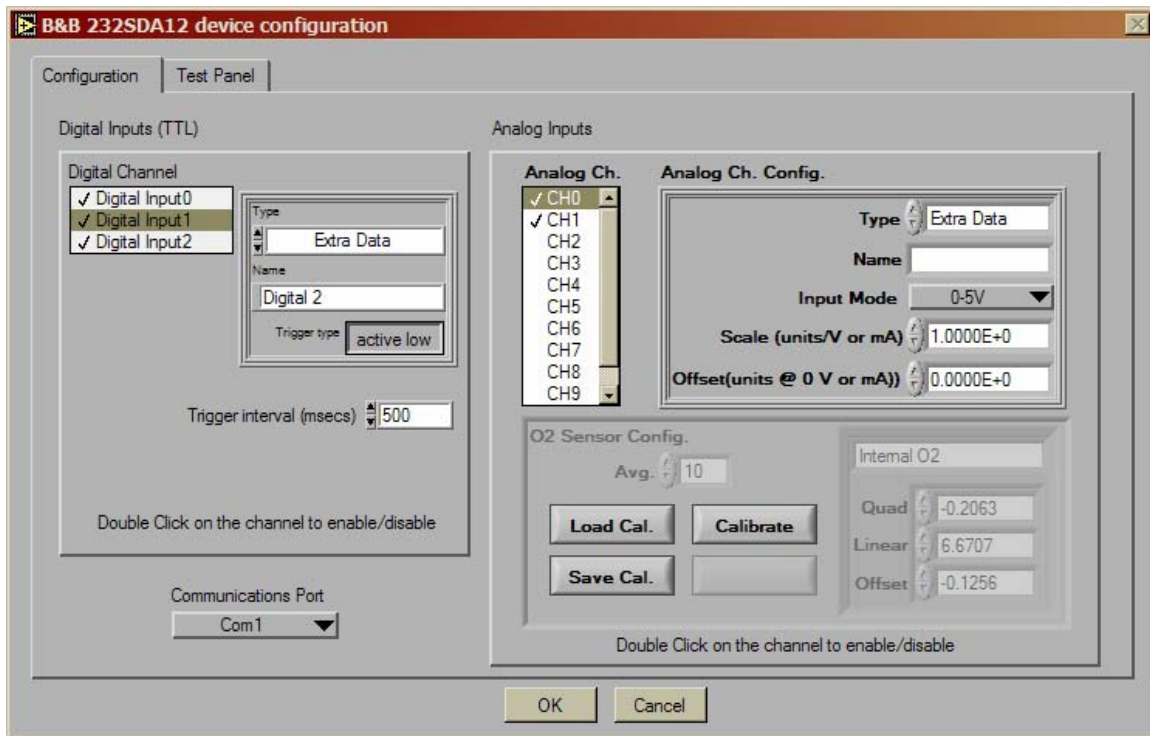 B&B 232SDA12 device configuration
Configuration
Test Panel
Digital Inputs (TTL)
Digital Channel
✓ Digital Input0
✓ Digital Input1
✓ Digital Input2
Type
Extra Data
Name
Digital 2
Trigger type active low
Trigger interval (msecs) 500
Double Click on the channel to enable/disable
Communications Port
Com1
Analog Inputs
Analog Ch.
✓ CH0
✓ CH1
CH2
CH3
CH4
CH5
CH6
CH7
CH8
CH9
Analog Ch. Config.
Type Extra Data
Name
Input Mode 0-5V
Scale (units/V or mA) 1.0000E+0
Offset(units @ 0 V or mA)) 0.0000E+0
O2 Sensor Config.
Avg. 10
Load Cal.
Calibrate
Save Cal.
Internal O2
Quad -0.2063
Linear 6.6707
Offset -0.1256
Double Click on the channel to enable/disable
OK
Cancel